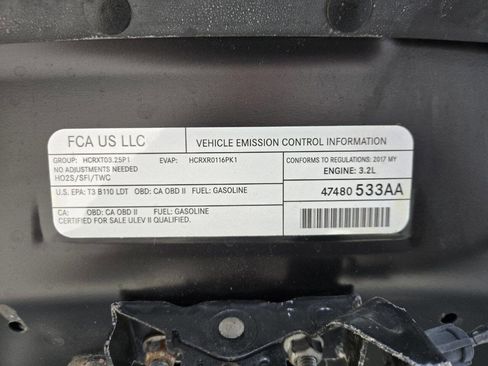 FCA US LLC
VEHICLE EMISSION CONTROL INFORMATION
GROUP: HCRXT03.25P1 EVAP: HCRXR0116PK1
NO ADJUSTMENTS NEEDED
HO2S/SFI/TWC
CONFORMS TO REGULATIONS: 2017 MY
ENGINE: 3.2L
U.S. EPA: T3 B110 LDT OBD: CA OBD II FUEL: GASOLINE
47480 533AA
CA: OBD: CA OBD II FUEL: GASOLINE
CERTIFIED FOR SALE ULEV II QUALIFIED.